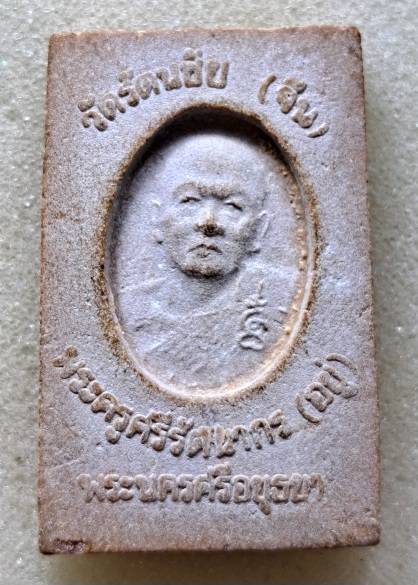 วัดรัตนชัย (จีน)
พระครูศรีรัตนากร (อยู่)
พระนครศรีอยุธยา